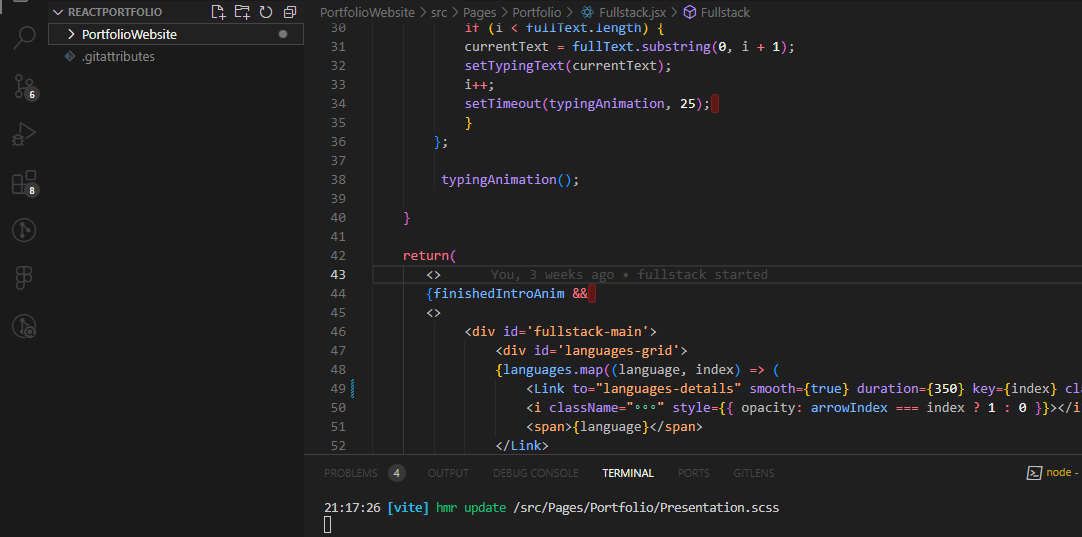 REACTPORTFOLIO
PortfolioWebsite
.gitattributes
6
8
PortfolioWebsite > src > Pages > Portfolio > Fullstack.jsx > Fullstack
30 if (i < fullText.length) {
31 currentText = fullText.substring(0, i + 1);
32 setTypingText(currentText);
33 i++;
34 setTimeout(typingAnimation, 25);
35 }
36 };
37
38 typingAnimation();
39
40 }
41
42 return(
43 <> You, 3 weeks ago • fullstack started
44 {finishedIntroAnim &&
45 <>
46 <div id='fullstack-main'>
47 <div id='languages-grid'>
48 {languages.map((language, index) => (
49 <Link to="languages-details" smooth={true} duration={350} key={index} cla
50 <i className="∘∘∘" style={{ opacity: arrowIndex === index ? 1 : 0 }}></i
51 <span>{language}</span>
52 </Link>
PROBLEMS 4 OUTPUT DEBUG CONSOLE TERMINAL PORTS GITLENS node -
21:17:26 [vite] hmr update /src/Pages/Portfolio/Presentation.scss